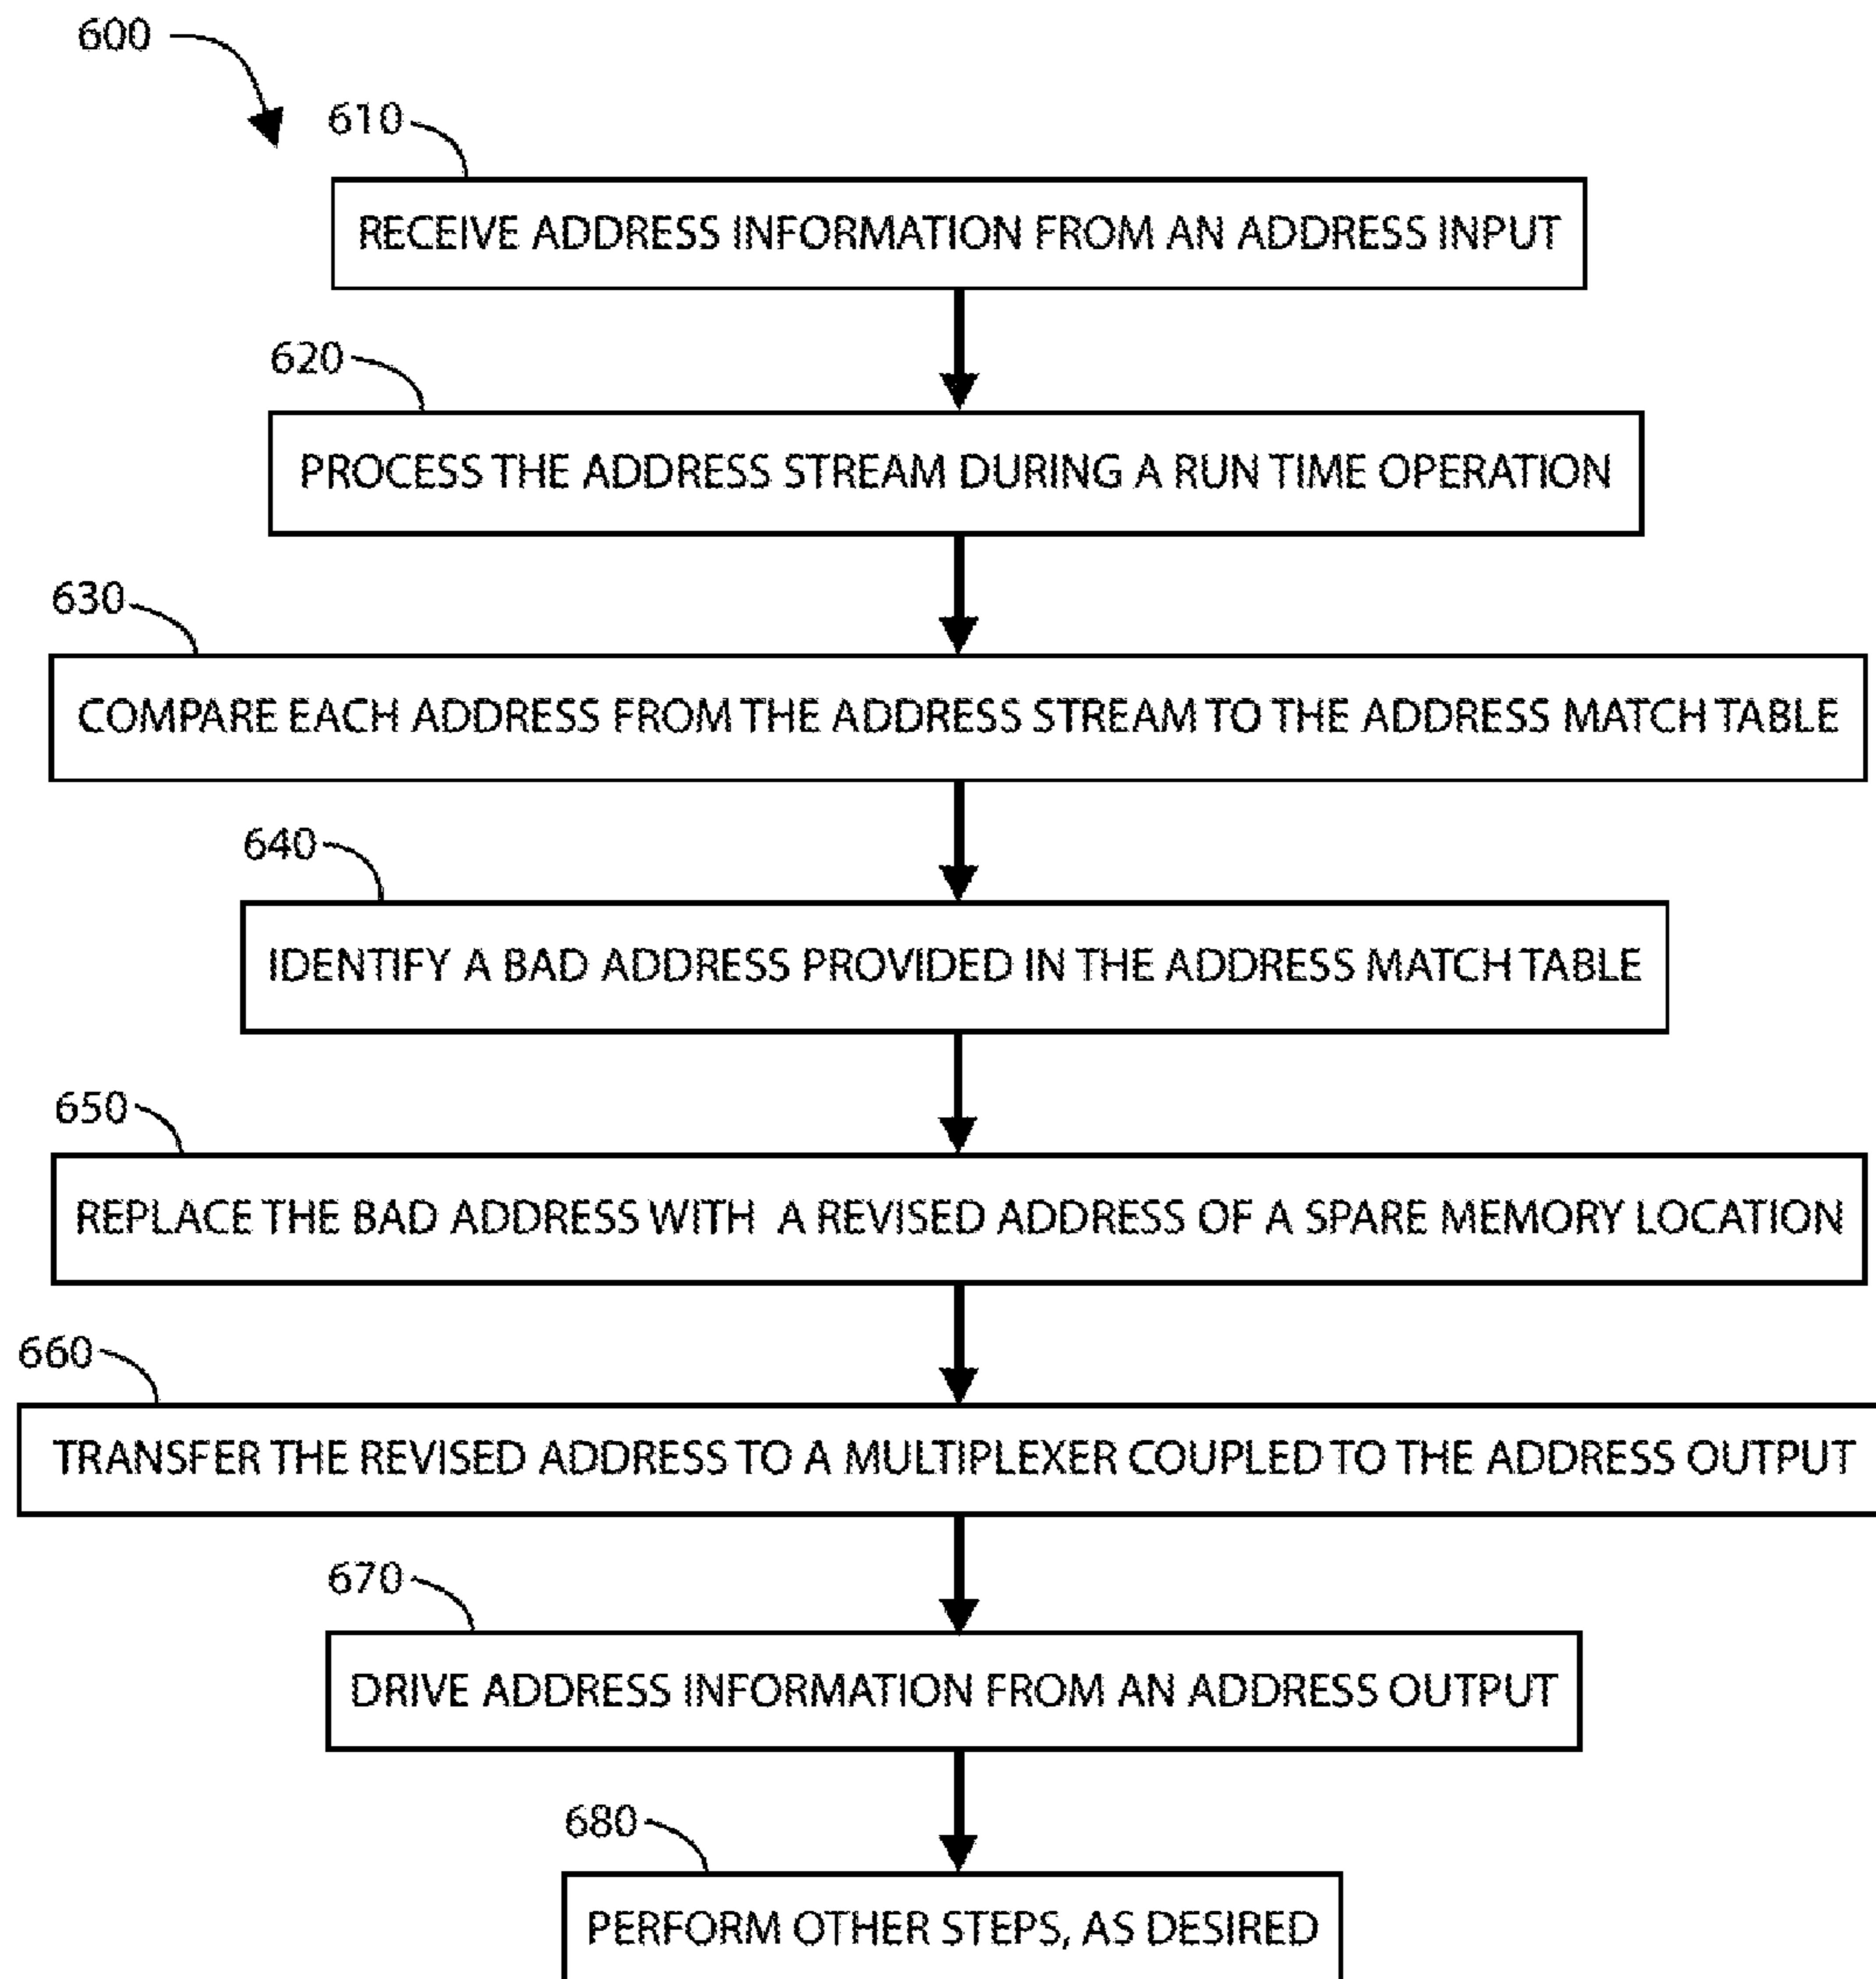 600
610
RECEIVE ADDRESS INFORMATION FROM AN ADDRESS INPUT
620
PROCESS THE ADDRESS STREAM DURING A RUN TIME OPERATION
630
COMPARE EACH ADDRESS FROM THE ADDRESS STREAM TO THE ADDRESS MATCH TABLE
640
IDENTIFY A BAD ADDRESS PROVIDED IN THE ADDRESS MATCH TABLE
650
REPLACE THE BAD ADDRESS WITH A REVISED ADDRESS OF A SPARE MEMORY LOCATION
660
TRANSFER THE REVISED ADDRESS TO A MULTIPLEXER COUPLED TO THE ADDRESS OUTPUT
670
DRIVE ADDRESS INFORMATION FROM AN ADDRESS OUTPUT
680
PERFORM OTHER STEPS, AS DESIRED